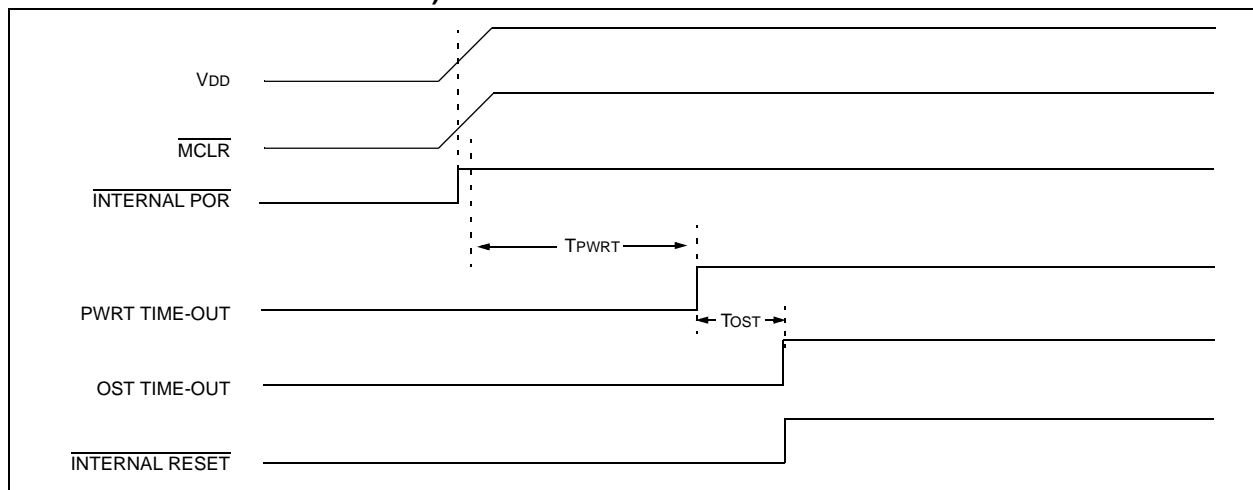 VDD
MCLR
INTERNAL POR
TPWRT
PWRT TIME-OUT
TOST
OST TIME-OUT
INTERNAL RESET